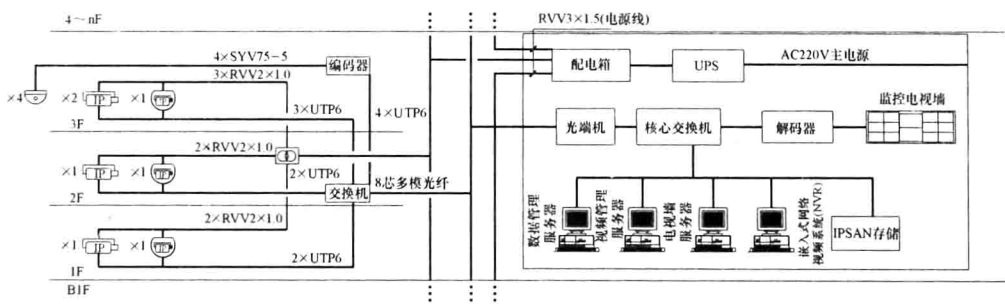 4～nF
RVV3×1.5(电源线)
4×SYV75-5
编码器
配电箱
UPS
AC220V主电源
×4
3×RVV2×1.0
×2
IP
×1
3×UTP6
4×UTP6
3F
监控电视墙
光端机
核心交换机
解码器
2×RVV2×1.0
×1
IP
×1
2×UTP6
8芯多模光纤
交换机
2F
数据管理
服务器
视频管理
服务器
电视墙
服务器
嵌入式网络
视频系统(NVR)
IPSAN存储
2×RVV2×1.0
×1
IP
×1
2×UTP6
1F
B1F